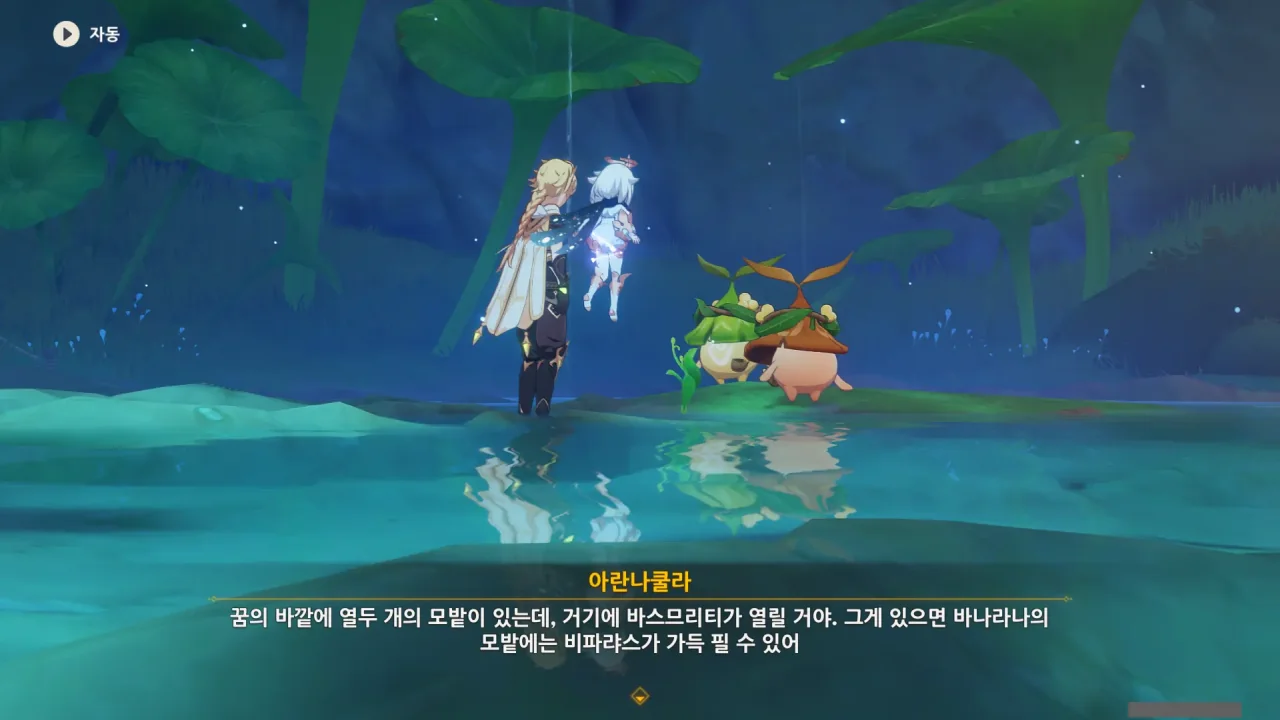 자동
아란나쿨라
꿈의 바깥에 열두 개의 모밭이 있는데, 거기에 바스므리티가 열릴 거야. 그게 있으면 바나라나의
모밭에는 비파랴스가 가득 필 수 있어